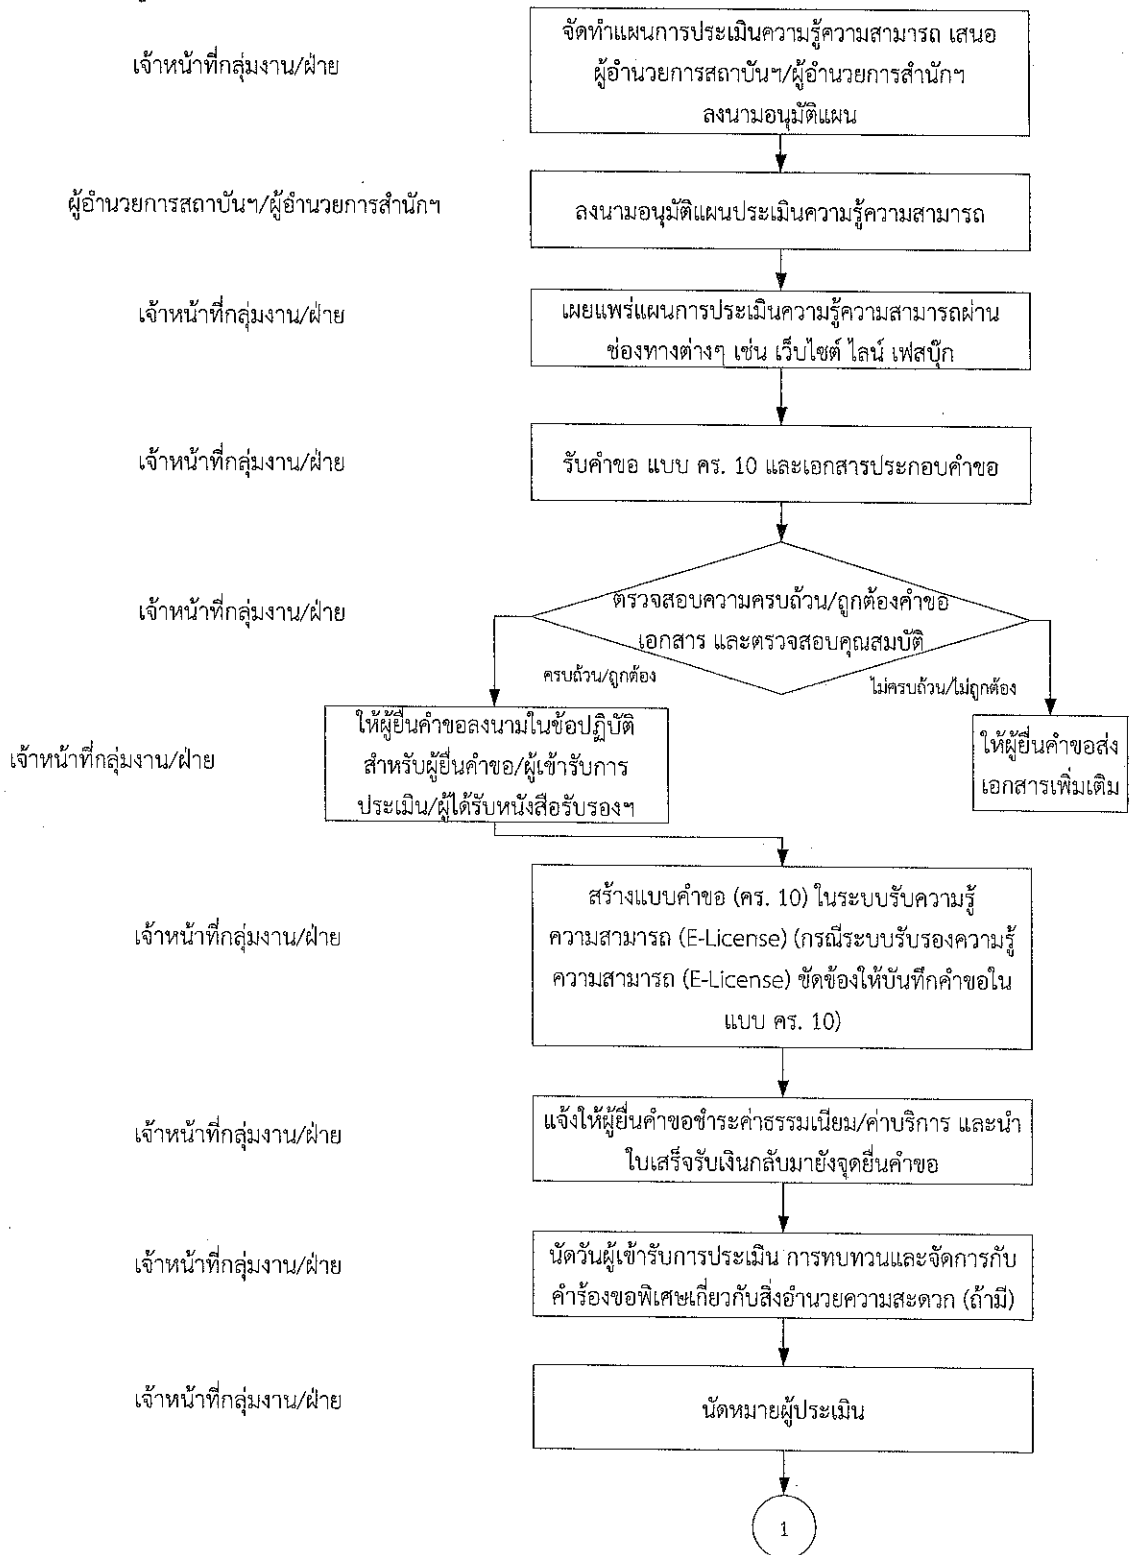 จัดทำแผนการประเมินความรู้ความสามารถ เสนอ
เจ้าหน้าที่กลุ่มงาน/ฝ่าย
ผู้อำนวยการสถาบันฯ/ผู้อำนวยการสำนักฯ
ลงนามอนุมัติแผน
ผู้อำนวยการสถาบันฯ/ผู้อำนวยการสำนักฯ
ลงนามอนุมัติแผนประเมินความรู้ความสามารถ
เจ้าหน้าที่กลุ่มงาน/ฝ่าย
เผยแพร่แผนการประเมินความรู้ความสามารถผ่าน
ช่องทางต่างๆ เช่น เว็บไซต์ ไลน์ เฟสบุ๊ก
เจ้าหน้าที่กลุ่มงาน/ฝ่าย
รับคำขอ แบบ คร. 10 และเอกสารประกอบคำขอ
เจ้าหน้าที่กลุ่มงาน/ฝ่าย
ตรวจสอบความครบถ้วน/ถูกต้องคำขอ
เอกสาร และตรวจสอบคุณสมบัติ
ครบถ้วน/ถูกต้อง
ไม่ครบถ้วน/ไม่ถูกต้อง
เจ้าหน้าที่กลุ่มงาน/ฝ่าย
ให้ผู้ยื่นคำขอลงนามในข้อปฏิบัติ
สำหรับผู้ยื่นคำขอ/ผู้เข้ารับการ
ประเมิน/ผู้ได้รับหนังสือรับรองฯ
ให้ผู้ยื่นคำขอส่ง
เอกสารเพิ่มเติม
เจ้าหน้าที่กลุ่มงาน/ฝ่าย
สร้างแบบคำขอ (คร. 10) ในระบบรับความรู้
ความสามารถ (E-License) (กรณีระบบรับรองความรู้
ความสามารถ (E-License) ขัดข้องให้บันทึกคำขอใน
แบบ คร. 10)
เจ้าหน้าที่กลุ่มงาน/ฝ่าย
แจ้งให้ผู้ยื่นคำขอชำระค่าธรรมเนียม/ค่าบริการ และนำ
ใบเสร็จรับเงินกลับมายังจุดยื่นคำขอ
เจ้าหน้าที่กลุ่มงาน/ฝ่าย
นัดวันผู้เข้ารับการประเมิน การทบทวนและจัดการกับ
คำร้องขอพิเศษเกี่ยวกับสิ่งอำนวยความสะดวก (ถ้ามี)
เจ้าหน้าที่กลุ่มงาน/ฝ่าย
นัดหมายผู้ประเมิน
1